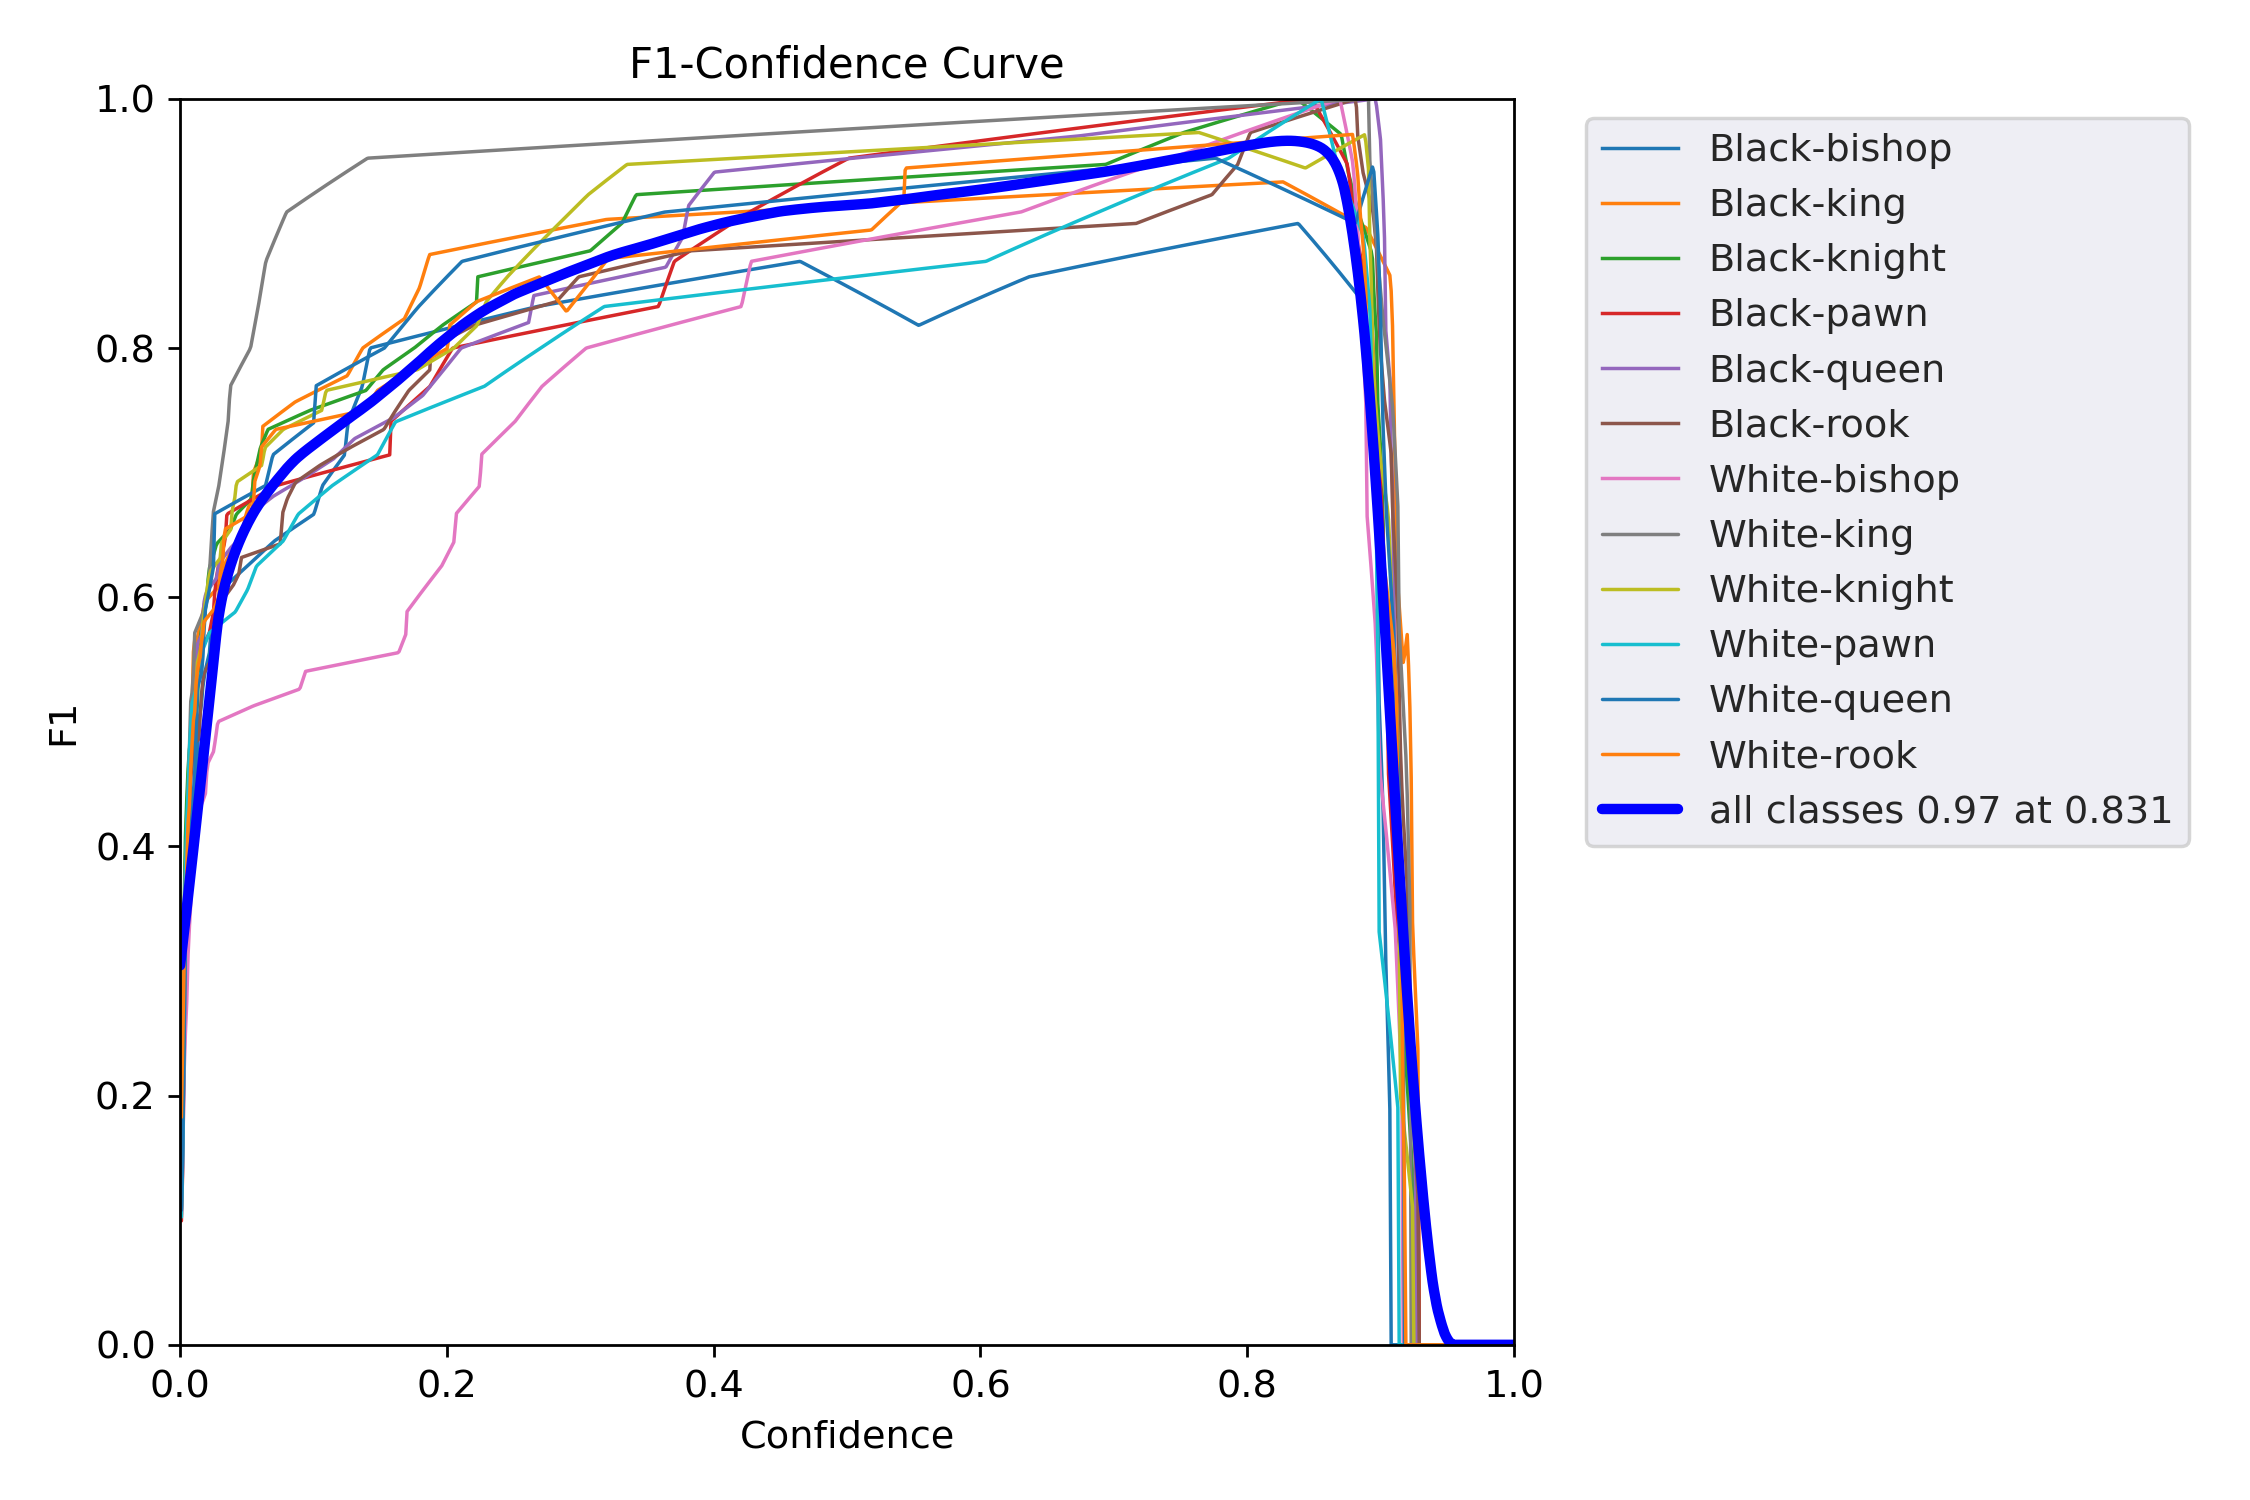 F1-Confidence Curve
1.0
0.8
0.6
0.4
0.2
0.0
F1
0.0 0.2 0.4 0.6 0.8 1.0
Confidence
Black-bishop
Black-king
Black-knight
Black-pawn
Black-queen
Black-rook
White-bishop
White-king
White-knight
White-pawn
White-queen
White-rook
all classes 0.97 at 0.831